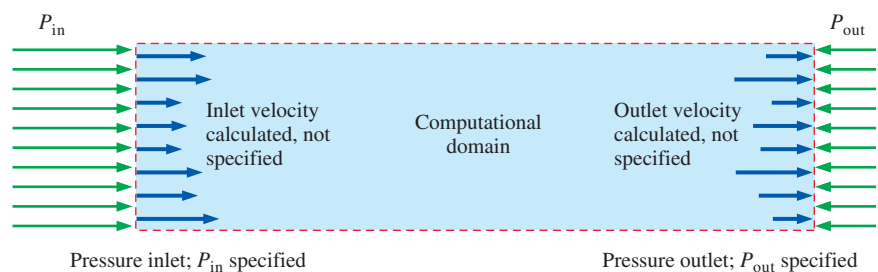 P_in
P_out
Inlet velocity
calculated, not
specified
Computational
domain
Outlet velocity
calculated, not
specified
Pressure inlet; P_in specified
Pressure outlet; P_out specified